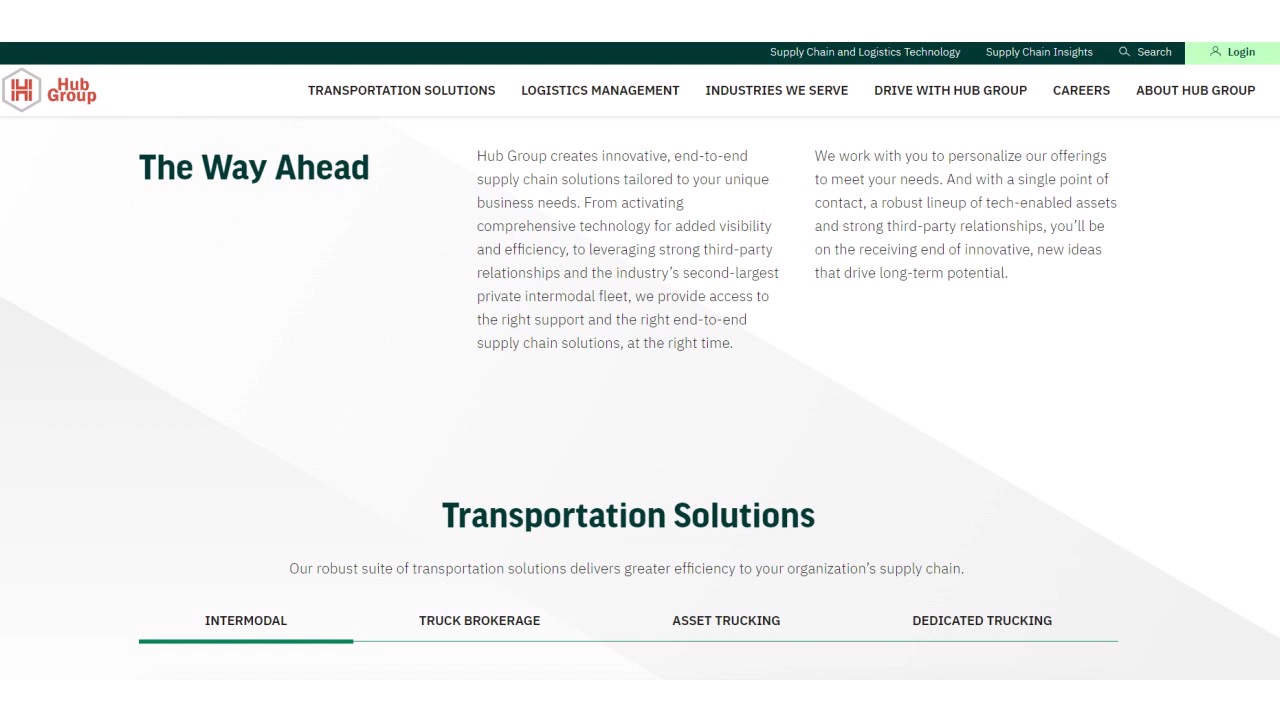 Supply Chain and Logistics Technology Supply Chain Insights Search Login
Hub
Group
TRANSPORTATION SOLUTIONS LOGISTICS MANAGEMENT INDUSTRIES WE SERVE DRIVE WITH HUB GROUP CAREERS ABOUT HUB GROUP
The Way Ahead
Hub Group creates innovative, end-to-end
supply chain solutions tailored to your unique
business needs. From activating
comprehensive technology for added visibility
and efficiency, to leveraging strong third-party
relationships and the industry’s second-largest
private intermodal fleet, we provide access to
the right support and the right end-to-end
supply chain solutions, at the right time.
We work with you to personalize our offerings
to meet your needs. And with a single point of
contact, a robust lineup of tech-enabled assets
and strong third-party relationships, you’ll be
on the receiving end of innovative, new ideas
that drive long-term potential.
Transportation Solutions
Our robust suite of transportation solutions delivers greater efficiency to your organization’s supply chain.
INTERMODAL TRUCK BROKERAGE ASSET TRUCKING DEDICATED TRUCKING